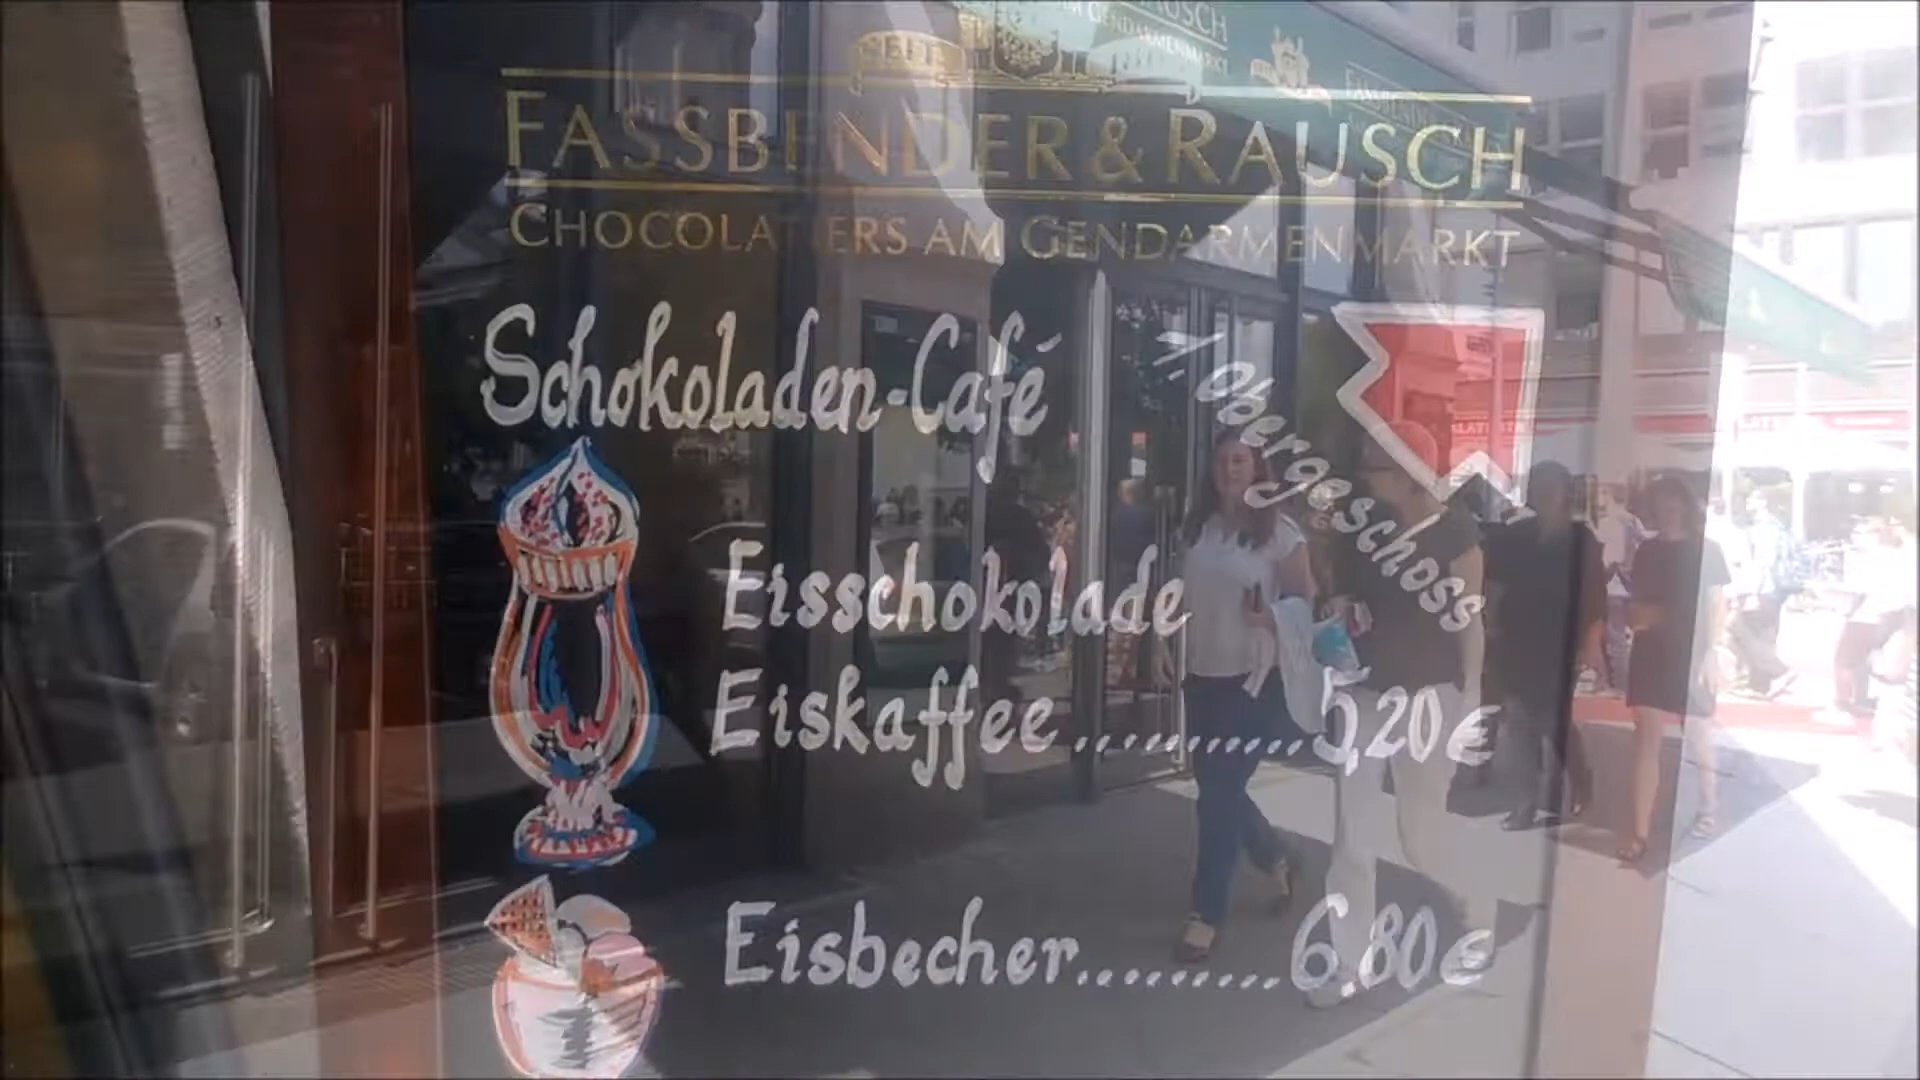 FASSBENDER & RAUSCH
CHOCOLATIERS AM GENDARMENMARKT
Schokoladen-Café
1. Obergeschoss
Eisschokolade
Eiskaffee...........5,20€
Eisbecher.........6,80€